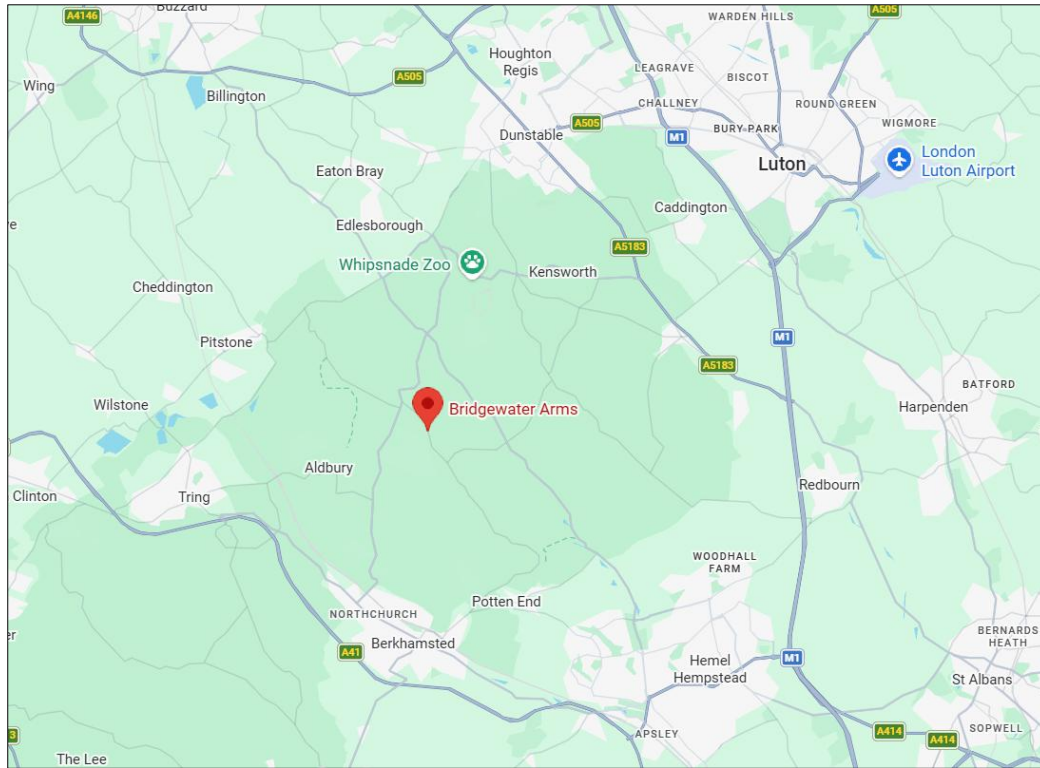 A4146
Buzzard
A505
WARDEN HILLS
Houghton
Regis
LEAGRAVE
BISCOT
Wing
A505
Billington
CHALLNEY
ROUND GREEN
A505
WIGMORE
Dunstable
M1
BURY PARK
Luton
London
Luton Airport
Eaton Bray
Caddington
Edlesborough
A5183
Whipsnade Zoo
Kensworth
Cheddington
Pitstone
M1
A5183
BATFORD
Wilstone
Bridgewater Arms
Harpenden
Aldbury
Clinton
Tring
Redbourn
WOODHALL
FARM
Potten End
NORTHCHURCH
Berkhamsted
BERNARDS
HEATH
er
A41
M1
Hemel
Hempstead
St Albans
3
A414
A414
SOPWELL
APSLEY
The Lee